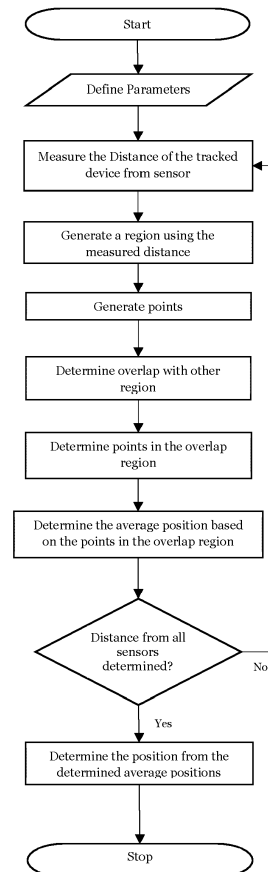 Start
Define Parameters
Measure the Distance of the tracked
device from sensor
Generate a region using the
measured distance
Generate points
Determine overlap with other
region
Determine points in the overlap
region
Determine the average position based
on the points in the overlap region
Distance from all
sensors
determined?
No
Yes
Determine the position from the
determined average positions
Stop